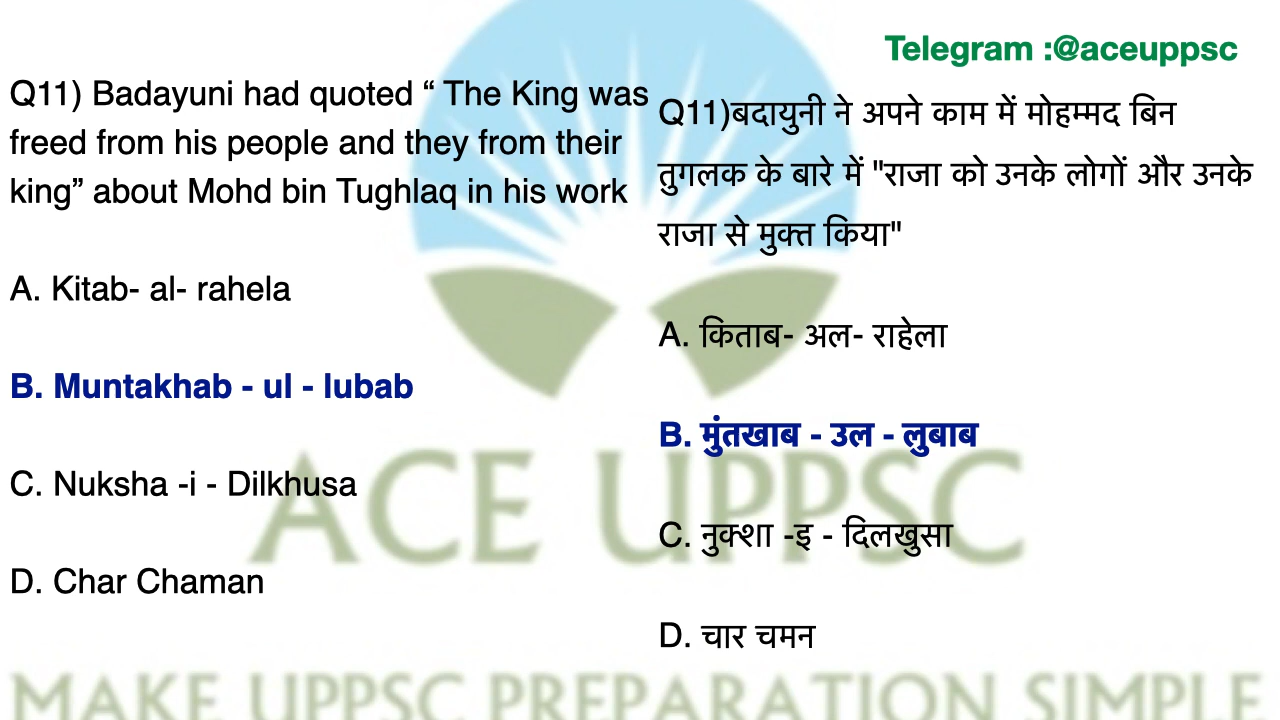 Telegram :@aceuppsc
Q11) Badayuni had quoted “ The King was
freed from his people and they from their
king” about Mohd bin Tughlaq in his work
A. Kitab- al- rahela
B. Muntakhab - ul - lubab
C. Nuksha -i - Dilkhusa
D. Char Chaman
Q11)बदायुनी ने अपने काम में मोहम्मद बिन
तुगलक के बारे में "राजा को उनके लोगों और उनके
राजा से मुक्त किया"
A. किताब- अल- राहेला
B. मुंतखाब - उल - लुबाब
C. नुक्शा -इ - दिलखुसा
D. चार चमन
ACE UPPSC
MAKE UPPSC PREPARATION SIMPLE